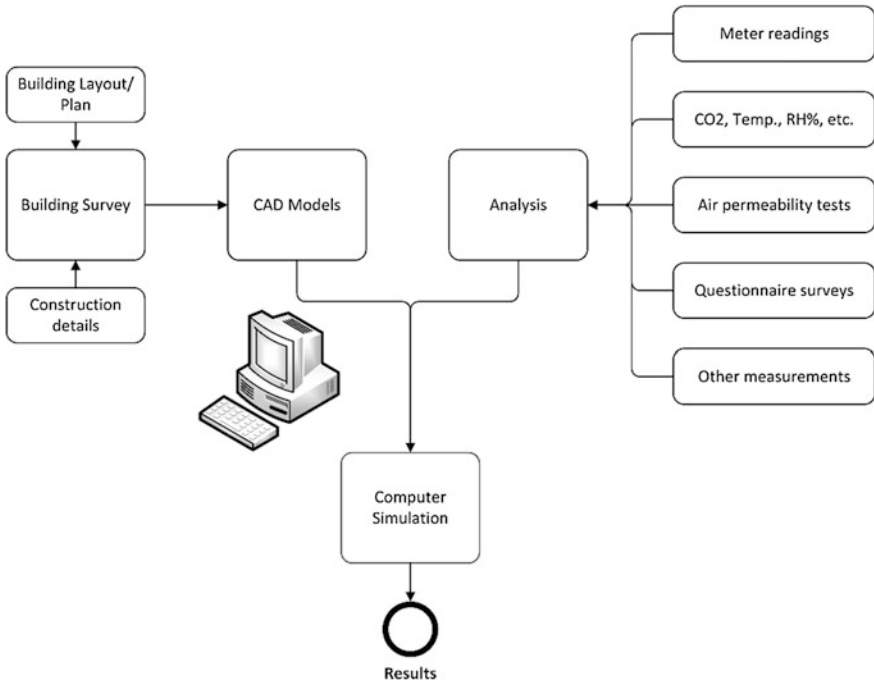 Building Layout/
Plan
Building Survey
Construction
details
CAD Models
Analysis
Meter readings
CO2, Temp., RH%, etc.
Air permeability tests
Questionnaire surveys
Other measurements
Computer
Simulation
Results